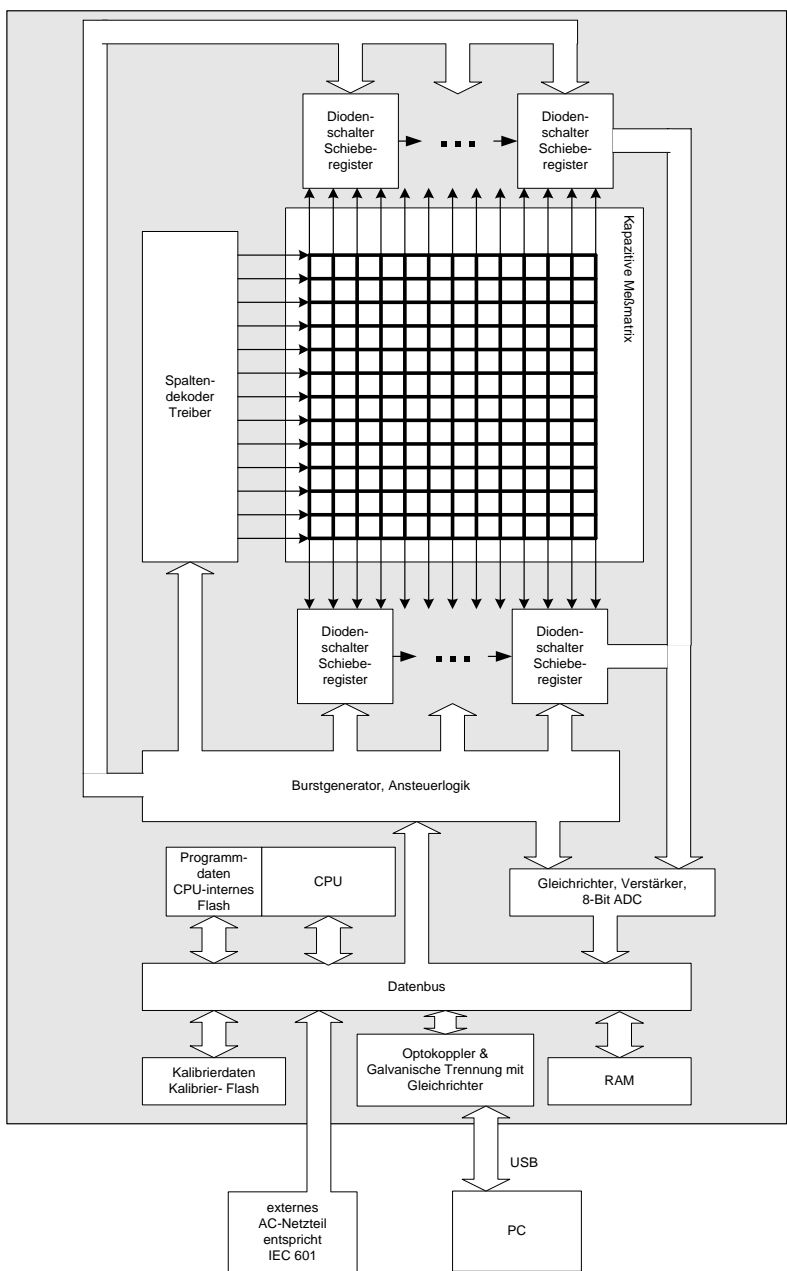 Dioden-
schalter
Schiebe-
register
Dioden-
schalter
Schiebe-
register
Kapazitive Meßmatrix
Spalten-
dekoder
Treiber
Dioden-
schalter
Schiebe-
register
Dioden-
schalter
Schiebe-
register
Burstgenerator, Ansteuerlogik
Programm-
daten
CPU-internes
Flash
CPU
Gleichrichter, Verstärker,
8-Bit ADC
Datenbus
Kalibrierdaten
Kalibrier- Flash
Optokoppler &
Galvanische Trennung mit
Gleichrichter
RAM
USB
externes
AC-Netzteil
entspricht
IEC 601
PC